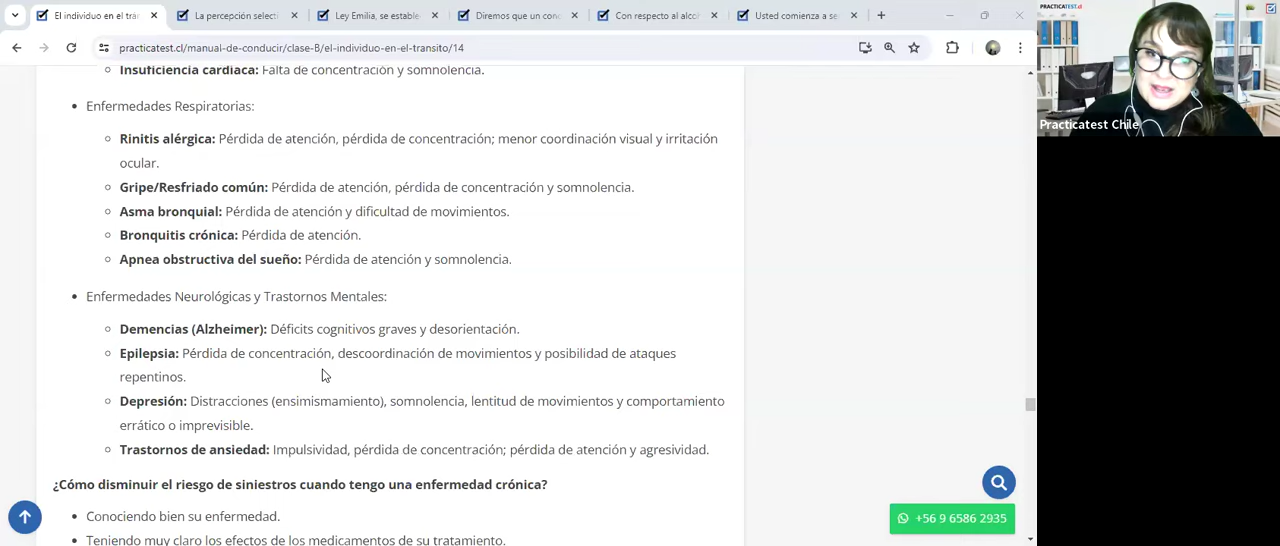 El individuo en el trán
La percepción selecti
Ley Emilia, se estable
Diremos que un conc
Con respecto al alcoh
Usted comienza a se
practicatest.cl/manual-de-conducir/clase-B/el-individuo-en-el-transito/14
PRACTICATEST.cl
Practicatest Chile
Insuficiencia cardiaca: Falta de concentración y somnolencia.
Enfermedades Respiratorias:
Rinitis alérgica: Pérdida de atención, pérdida de concentración; menor coordinación visual y irritación
ocular.
Gripe/Resfriado común: Pérdida de atención, pérdida de concentración y somnolencia.
Asma bronquial: Pérdida de atención y dificultad de movimientos.
Bronquitis crónica: Pérdida de atención.
Apnea obstructiva del sueño: Pérdida de atención y somnolencia.
Enfermedades Neurológicas y Trastornos Mentales:
Demencias (Alzheimer): Déficits cognitivos graves y desorientación.
Epilepsia: Pérdida de concentración, descoordinación de movimientos y posibilidad de ataques
repentinos.
Depresión: Distracciones (ensimismamiento), somnolencia, lentitud de movimientos y comportamiento
errático o imprevisible.
Trastornos de ansiedad: Impulsividad, pérdida de concentración; pérdida de atención y agresividad.
¿Cómo disminuir el riesgo de siniestros cuando tengo una enfermedad crónica?
Conociendo bien su enfermedad.
Teniendo muy claro los efectos de los medicamentos de su tratamiento.
+56 9 6586 2935